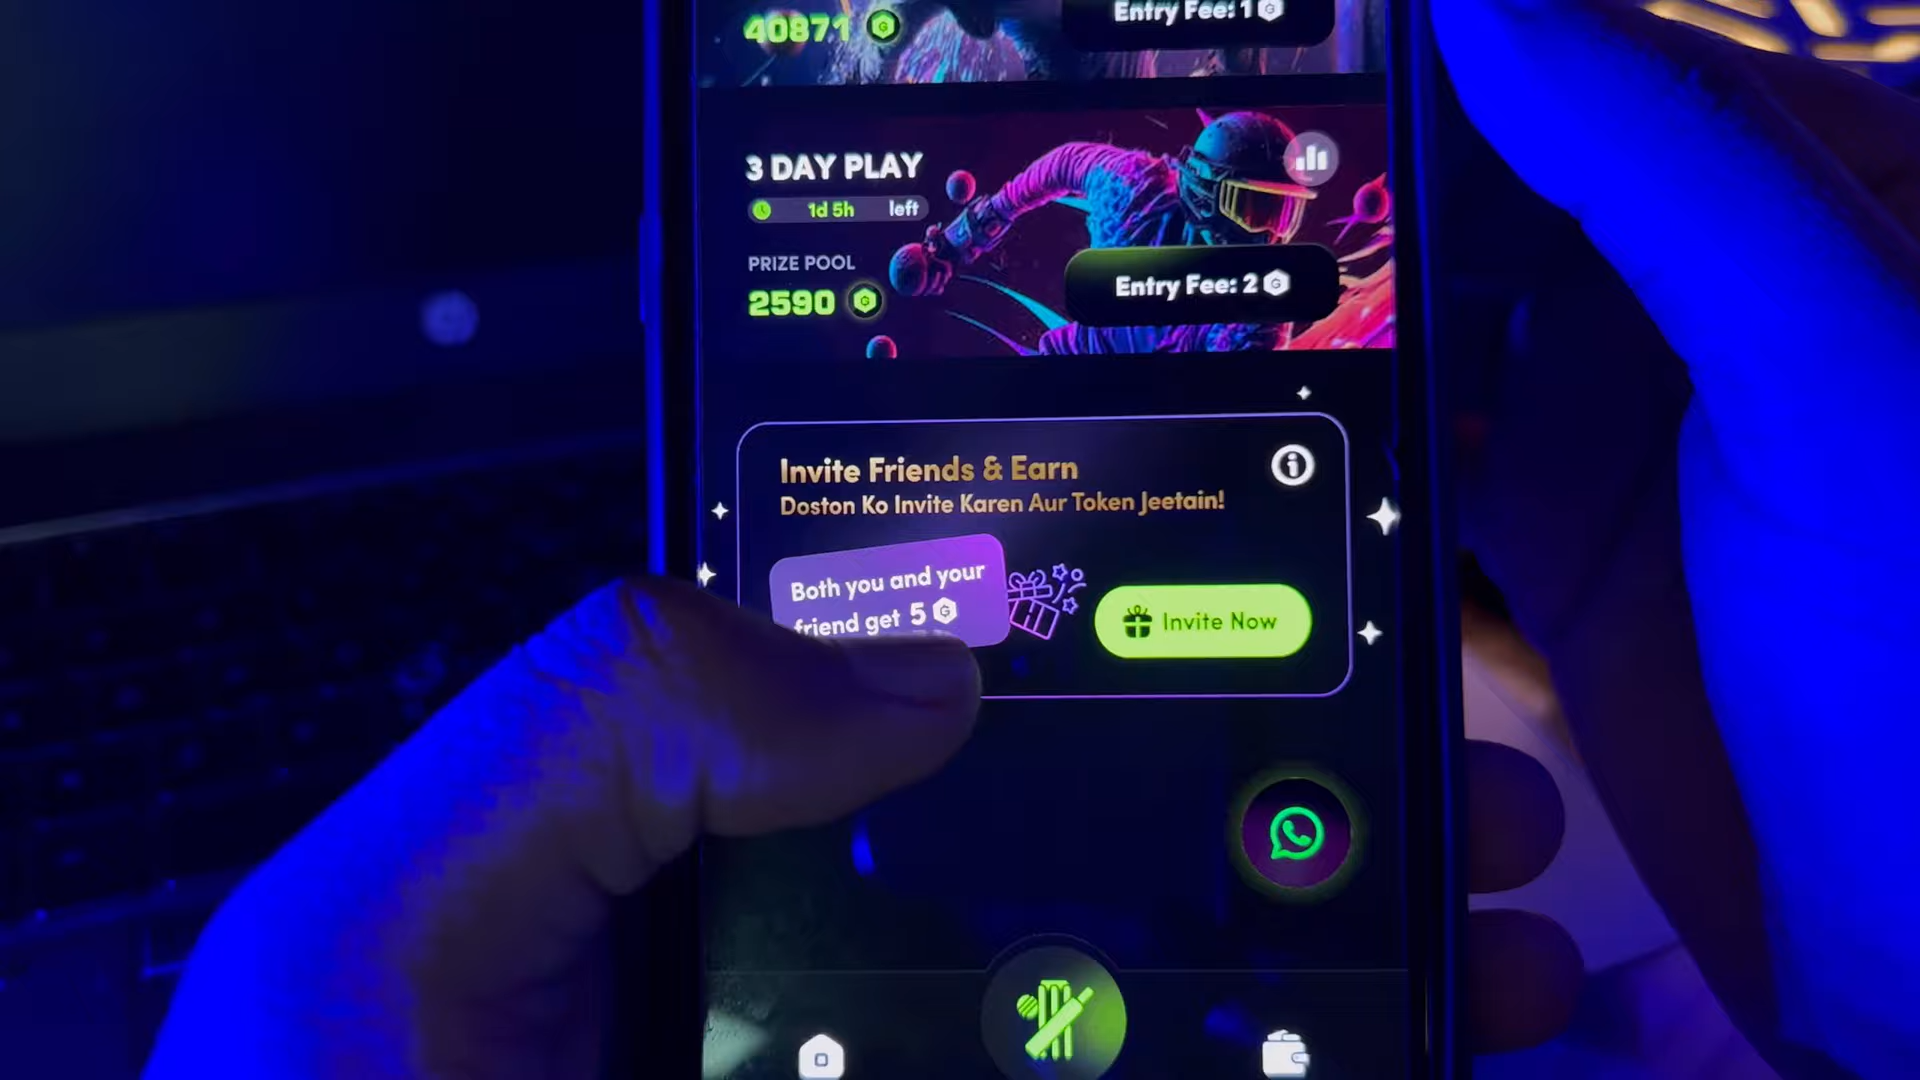 40871
Entry Fee: 1
3 DAY PLAY
1d 5h left
PRIZE POOL
2590
Entry Fee: 2
Invite Friends & Earn
Doston Ko Invite Karen Aur Token Jeetain!
Both you and your
friend get 5
Invite Now